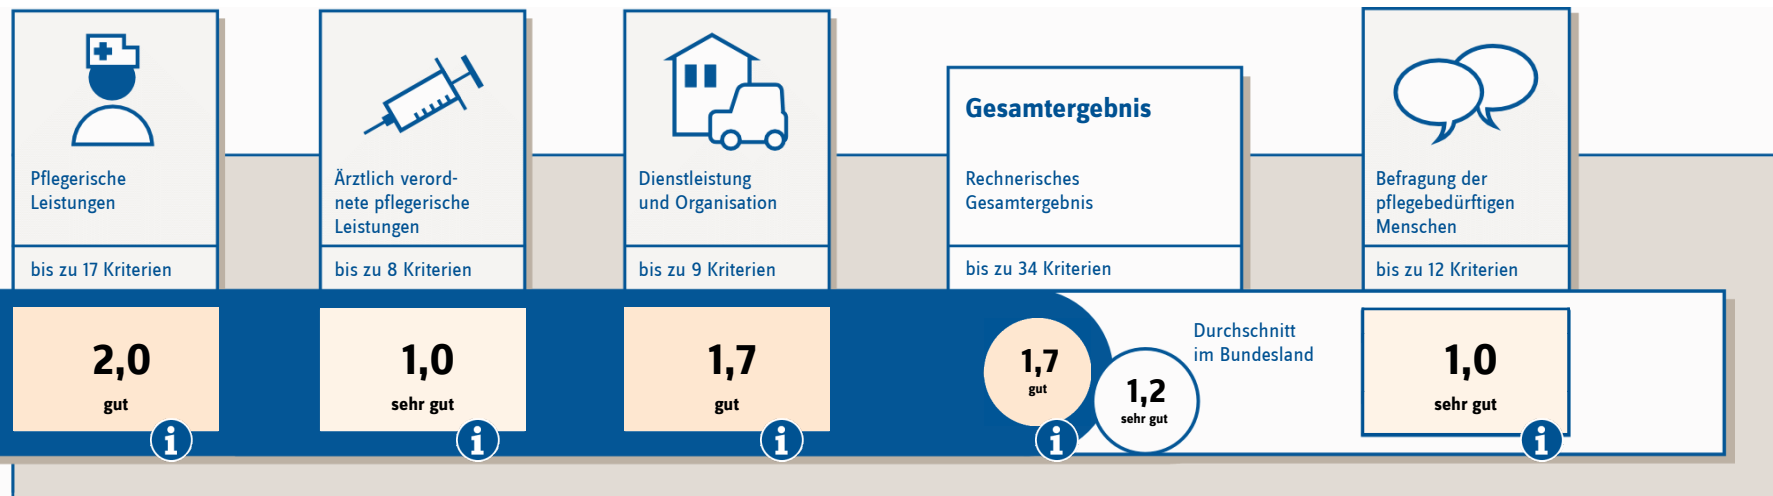 Pflegerische
Leistungen
bis zu 17 Kriterien
2,0
gut
i
Ärztlich verord-
nete pflegerische
Leistungen
bis zu 8 Kriterien
1,0
sehr gut
i
Dienstleistung
und Organisation
bis zu 9 Kriterien
1,7
gut
i
Gesamtergebnis
Rechnerisches
Gesamtergebnis
bis zu 34 Kriterien
1,7
gut
i
Durchschnitt
im Bundesland
1,2
sehr gut
Befragung der
pflegebedürftigen
Menschen
bis zu 12 Kriterien
1,0
sehr gut
i